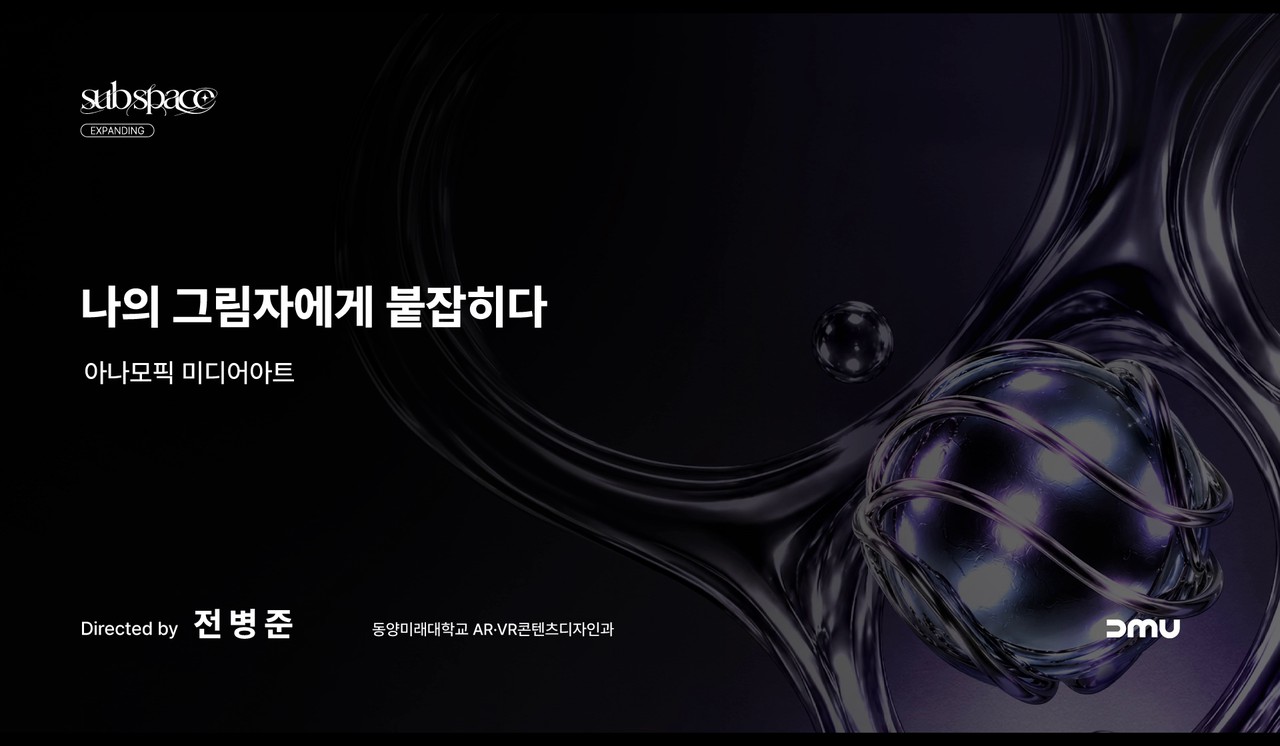 subspace
EXPANDING
나의 그림자에게 붙잡히다
아나모픽 미디어아트
Directed by 전병준
동양미래대학교 AR·VR콘텐츠디자인과
DMU